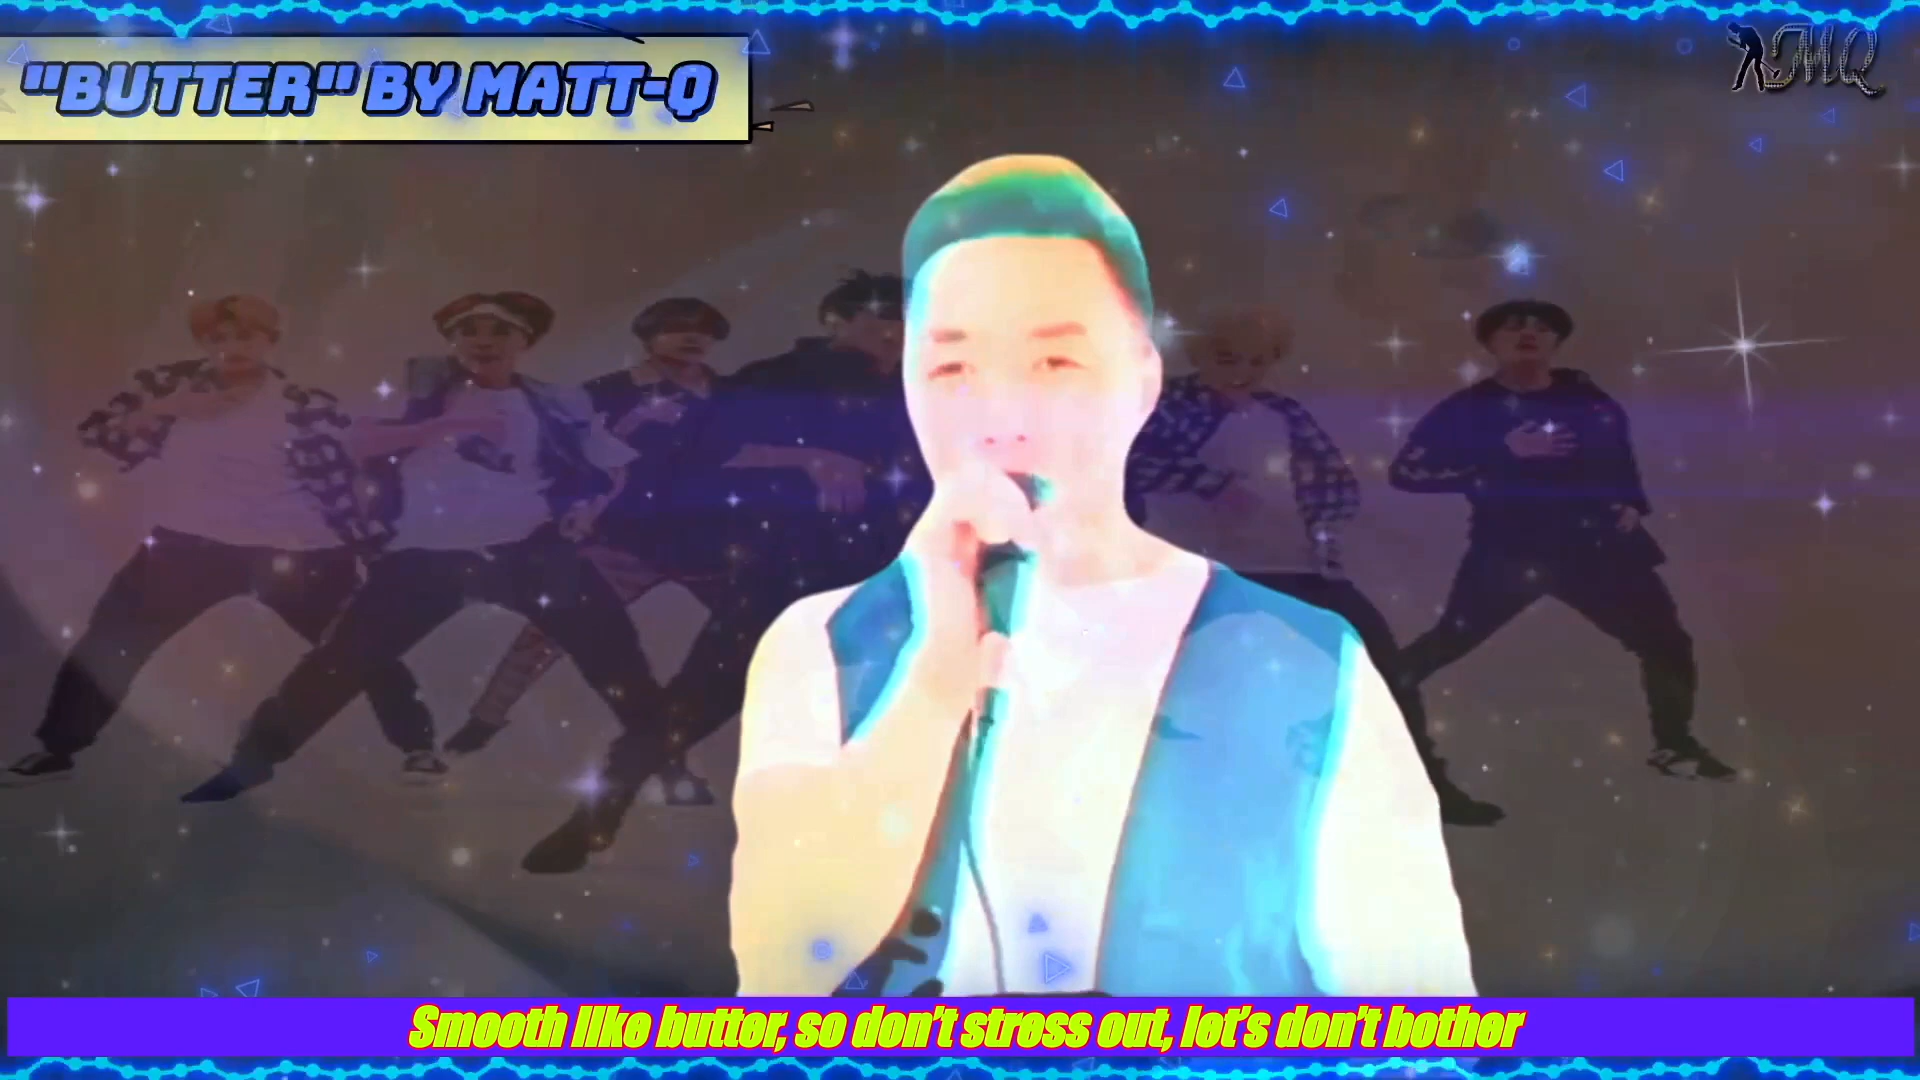 "BUTTER" BY MATT-Q
MQ
Smooth like butter, so don't stress out, let's don't bother